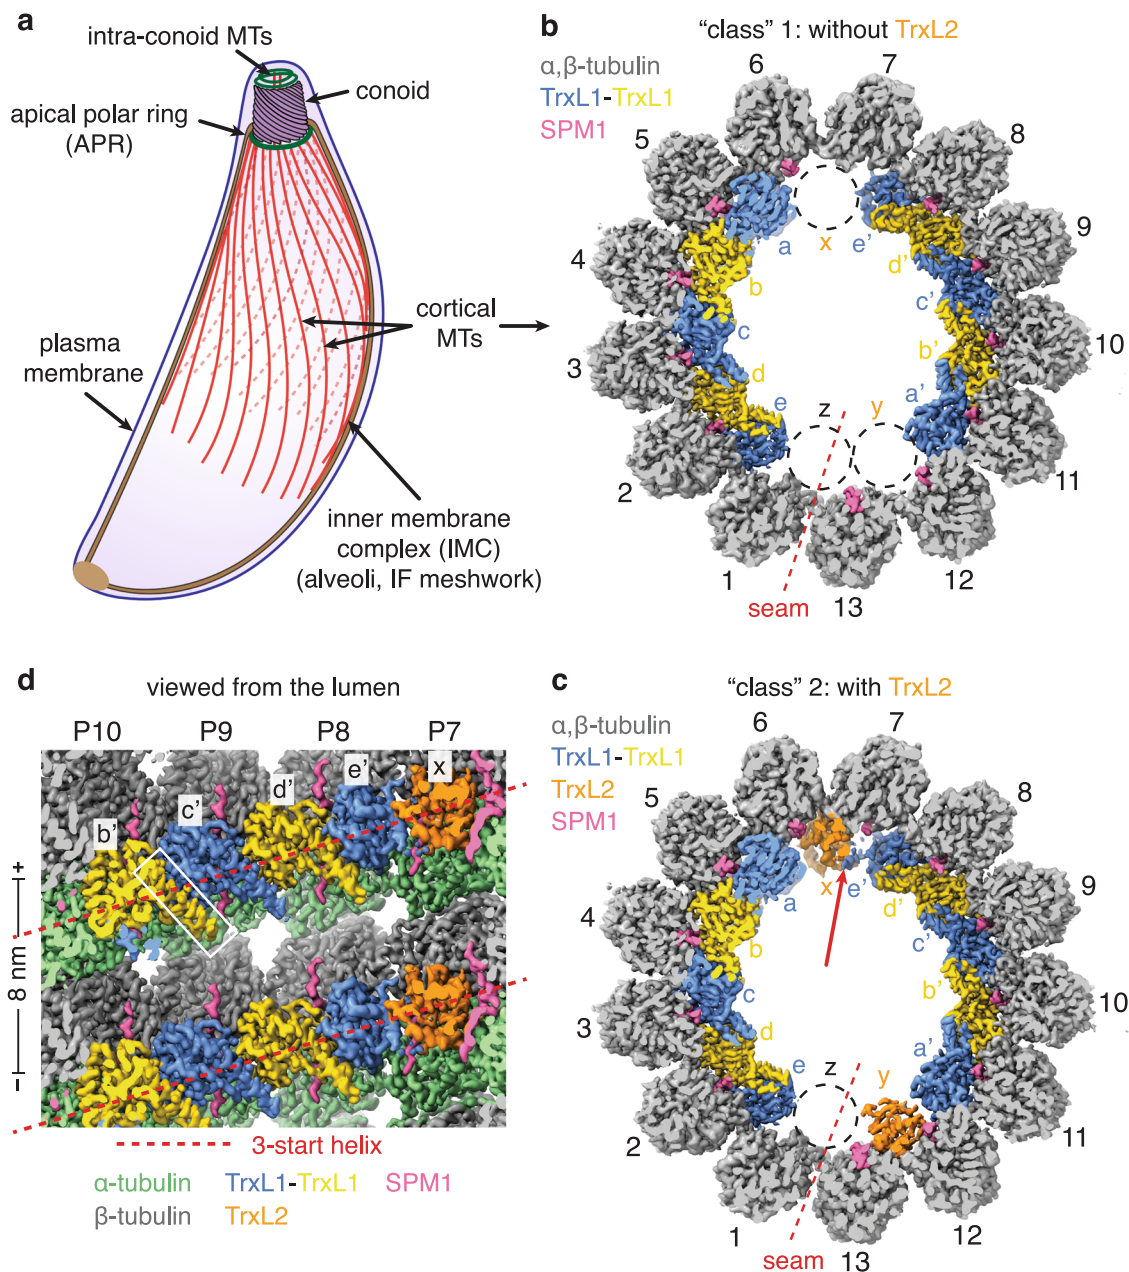 a
intra-conoid MTs
conoid
apical polar ring
(APR)
cortical
MTs
plasma
membrane
inner membrane
complex (IMC)
(alveoli, IF meshwork)
b
"class" 1: without TrxL2
α,β-tubulin
TrxL1-TrxL1
SPM1
6
7
5
8
4
9
3
10
2
11
1
12
13
a
x
e'
b
d'
c
c'
d
b'
e
a'
z
y
seam
d
viewed from the lumen
P10
P9
P8
P7
b'
c'
d'
e'
x
+
8 nm
–
3-start helix
α-tubulin
TrxL1-TrxL1
SPM1
β-tubulin
TrxL2
c
"class" 2: with TrxL2
α,β-tubulin
TrxL1-TrxL1
TrxL2
SPM1
6
7
5
8
4
9
3
10
2
11
1
12
13
a
x
e'
b
d'
c
c'
d
b'
e
a'
z
y
seam